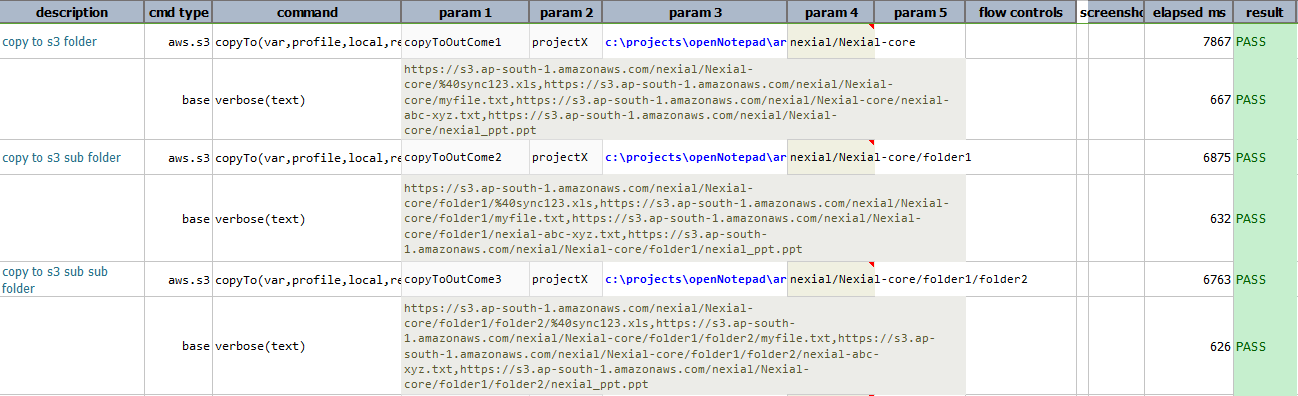 description cmd type command param 1 param 2 param 3 param 4 param 5 flow controls screensho elapsed ms result
copy to s3 folder aws.s3 copyTo(var,profile,local,re copyToOutCome1 projectX c:\projects\openNotepad\ar nexial/Nexial-core 7867 PASS
https://s3.ap-south-1.amazonaws.com/nexial/Nexial-
core/%40sync123.xls,https://s3.ap-south-1.amazonaws.com/nexial/Nexial-
base verbose(text) core/myfile.txt,https://s3.ap-south-1.amazonaws.com/nexial/Nexial-core/nexial- 667 PASS
abc-xyz.txt,https://s3.ap-south-1.amazonaws.com/nexial/Nexial-
core/nexial_ppt.ppt
copy to s3 sub folder aws.s3 copyTo(var,profile,local,re copyToOutCome2 projectX c:\projects\openNotepad\ar nexial/Nexial-core/folder1 6875 PASS
https://s3.ap-south-1.amazonaws.com/nexial/Nexial-
core/folder1/%40sync123.xls,https://s3.ap-south-1.amazonaws.com/nexial/Nexial-
base verbose(text) core/folder1/myfile.txt,https://s3.ap-south-1.amazonaws.com/nexial/Nexial- 632 PASS
core/folder1/nexial-abc-xyz.txt,https://s3.ap-south-
1.amazonaws.com/nexial/Nexial-core/folder1/nexial_ppt.ppt
copy to s3 sub sub
folder aws.s3 copyTo(var,profile,local,re copyToOutCome3 projectX c:\projects\openNotepad\ar nexial/Nexial-core/folder1/folder2 6763 PASS
https://s3.ap-south-1.amazonaws.com/nexial/Nexial-
core/folder1/folder2/%40sync123.xls,https://s3.ap-south-
1.amazonaws.com/nexial/Nexial-core/folder1/folder2/myfile.txt,https://s3.ap-
base verbose(text) south-1.amazonaws.com/nexial/Nexial-core/folder1/folder2/nexial-abc- 626 PASS
xyz.txt,https://s3.ap-south-1.amazonaws.com/nexial/Nexial-
core/folder1/folder2/nexial_ppt.ppt